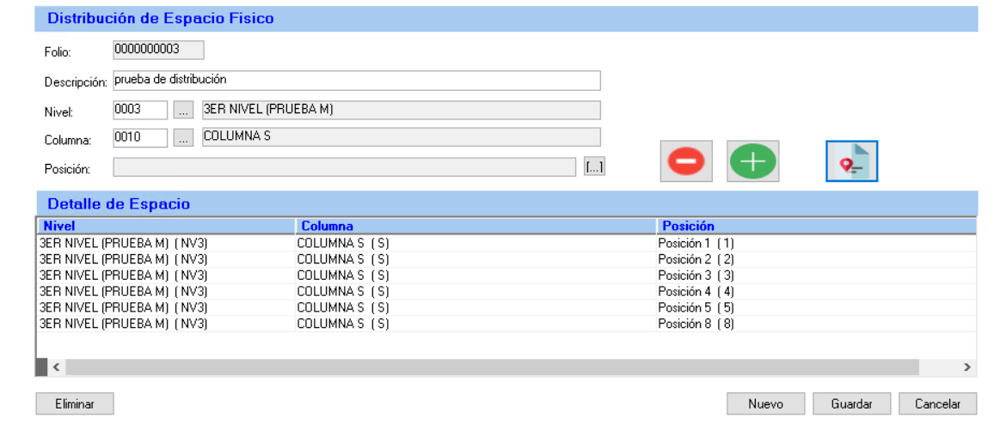 Distribución de Espacio Fisico
Folio: 0000000003
Descripción: prueba de distribución
Nivel: 0003 ... 3ER NIVEL (PRUEBA M)
Columna: 0010 ... COLUMNA S
Posición: [...]
Detalle de Espacio
Nivel Columna Posición
3ER NIVEL (PRUEBA M) ( NV3) COLUMNA S ( S) Posición 1 ( 1)
3ER NIVEL (PRUEBA M) ( NV3) COLUMNA S ( S) Posición 2 ( 2)
3ER NIVEL (PRUEBA M) ( NV3) COLUMNA S ( S) Posición 3 ( 3)
3ER NIVEL (PRUEBA M) ( NV3) COLUMNA S ( S) Posición 4 ( 4)
3ER NIVEL (PRUEBA M) ( NV3) COLUMNA S ( S) Posición 5 ( 5)
3ER NIVEL (PRUEBA M) ( NV3) COLUMNA S ( S) Posición 8 ( 8)
Eliminar Nuevo Guardar Cancelar